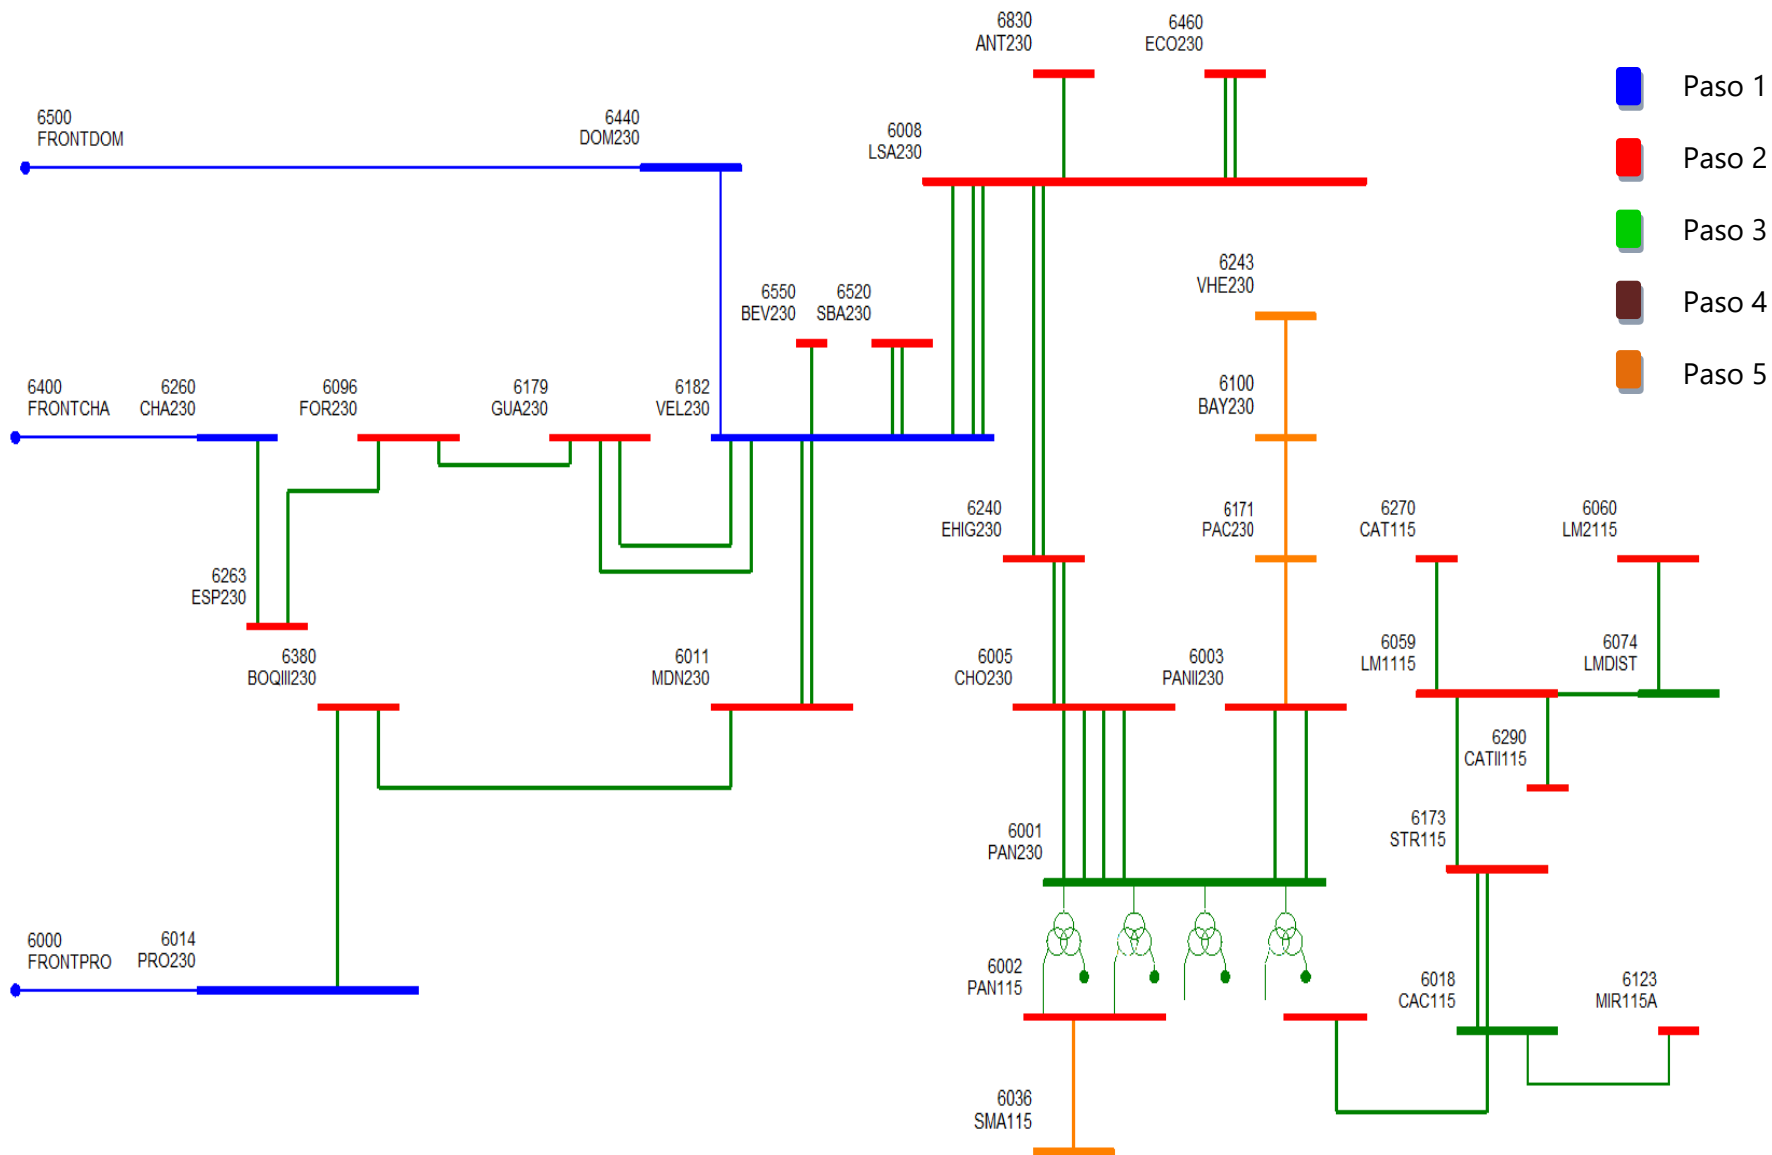 6830
ANT230
6460
ECO230
Paso 1
6500
FRONTDOM
6440
DOM230
6008
LSA230
Paso 2
Paso 3
6243
VHE230
6550
BEV230
6520
SBA230
Paso 4
Paso 5
6400
FRONTCHA
6260
CHA230
6096
FOR230
6179
GUA230
6182
VEL230
6100
BAY230
6240
EHIG230
6171
PAC230
6270
CAT115
6060
LM2115
6263
ESP230
6380
BOQIII230
6011
MDN230
6005
CHO230
6003
PANII230
6059
LM1115
6074
LMDIST
6290
CATII115
6001
PAN230
6173
STR115
6000
FRONTPRO
6014
PRO230
6002
PAN115
6018
CAC115
6123
MIR115A
6036
SMA115